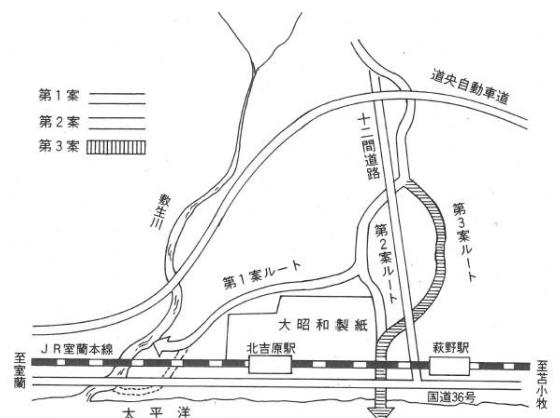 第1案
第2案
第3案
道央自動車道
十二間道路
敷生川
第3案ルート
第2案ルート
第1案ルート
大昭和製紙
JR室蘭本線
北吉原駅
萩野駅
至室蘭
至苫小牧
国道36号
太平洋